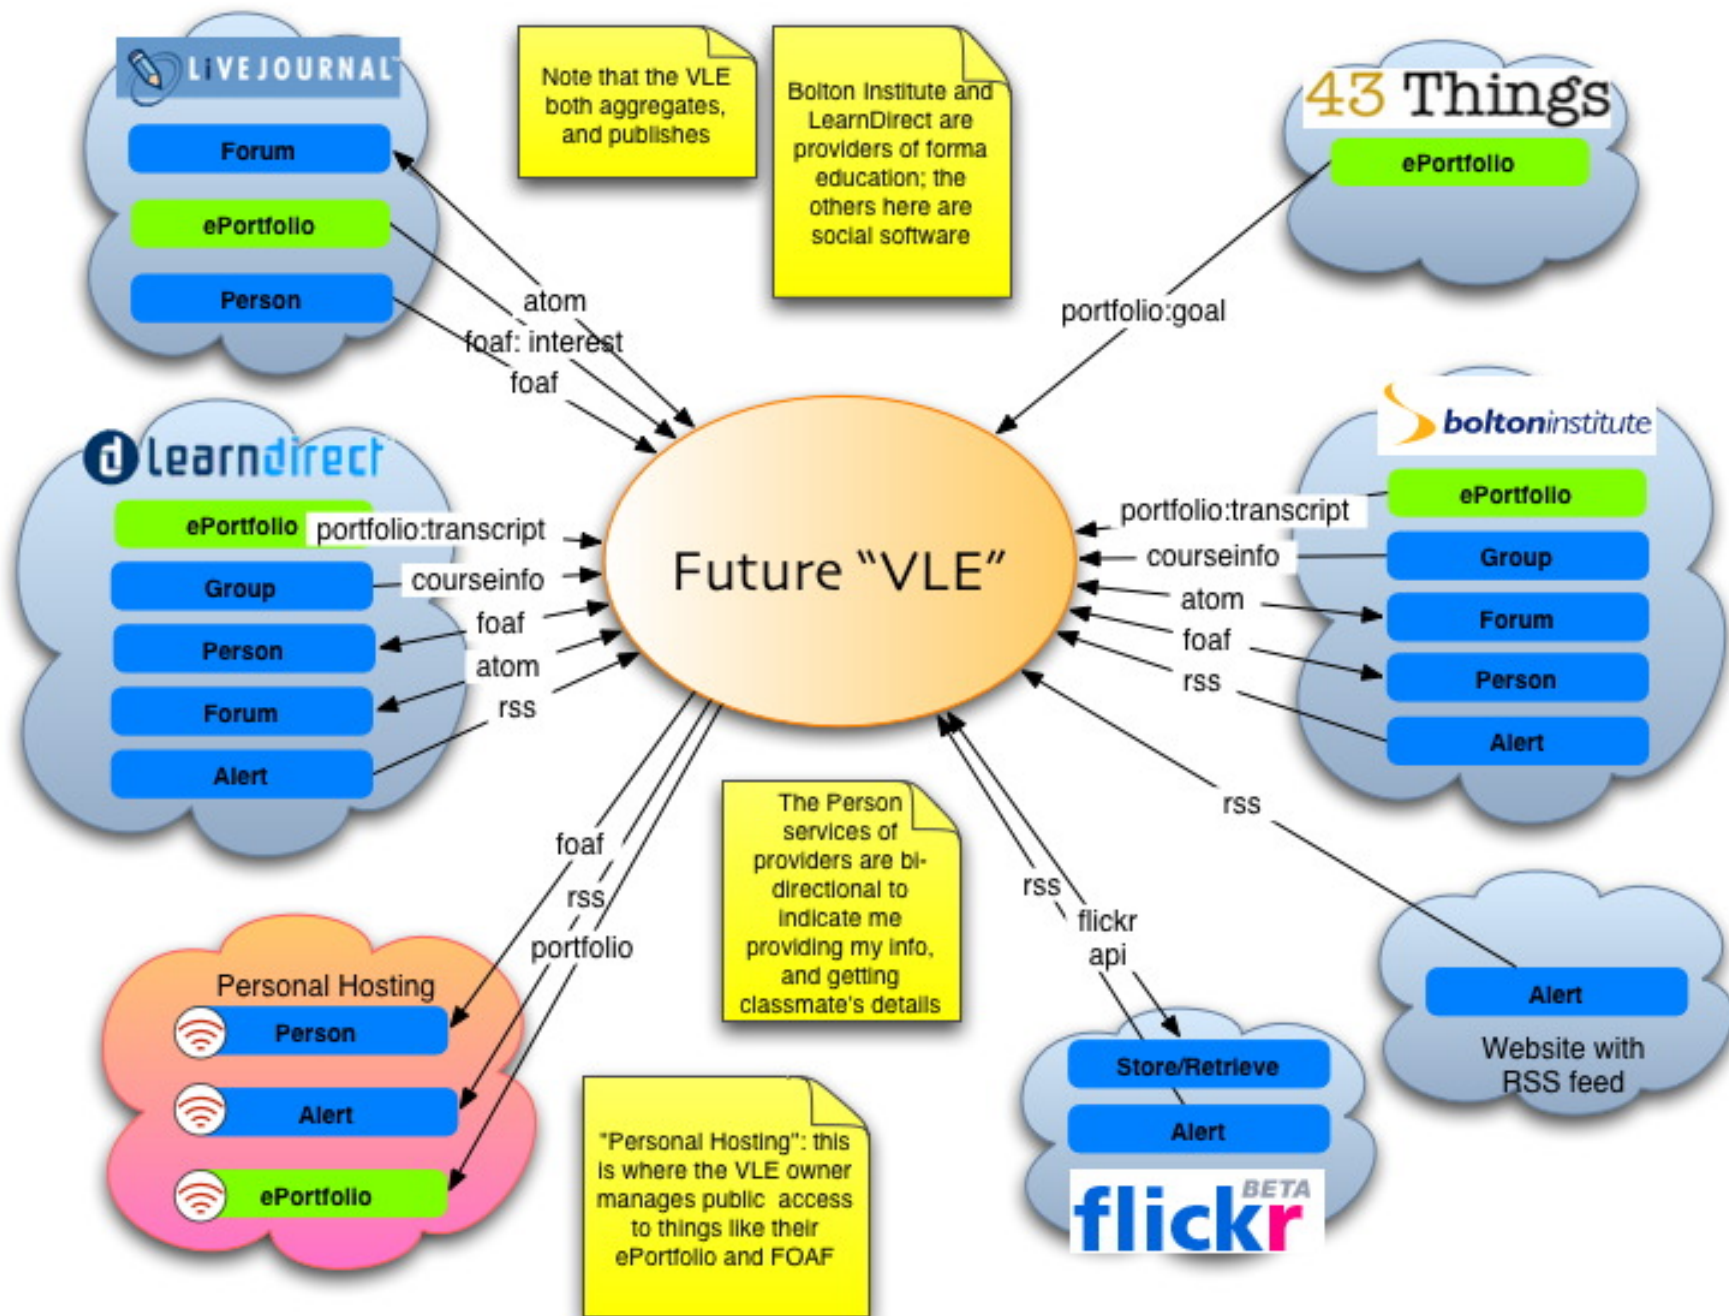 LiVEJOURNAL
Forum
ePortfolio
Person
Note that the VLE
both aggregates,
and publishes
Bolton Institute and
LearnDirect are
providers of forma
education; the
others here are
social software
43 Things
ePortfolio
atom
foaf: interest
foaf
portfolio:goal
learndirect
ePortfolio
Group
Person
Forum
Alert
portfolio:transcript
courseinfo
foaf
atom
rss
Future “VLE”
boltoninstitute
portfolio:transcript
courseinfo
atom
foaf
rss
ePortfolio
Group
Forum
Person
Alert
foaf
rss
portfolio
The Person
services of
providers are bi-
directional to
indicate me
providing my info,
and getting
classmate's details
rss
flickr
api
rss
Personal Hosting
Person
Alert
ePortfolio
"Personal Hosting": this
is where the VLE owner
manages public access
to things like their
ePortfolio and FOAF
Store/Retrieve
Alert
flickr BETA
Alert
Website with
RSS feed